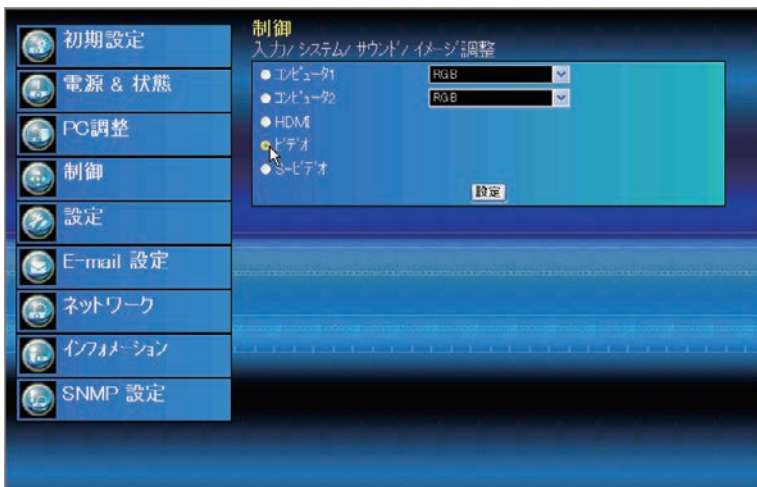 初期設定
電源 & 状態
PC調整
制御
設定
E-mail 設定
ネットワーク
インフォメーション
SNMP 設定
制御
入力/ システム/ サウンド/ イメージ調整
コンピュータ1 RGB
コンピュータ2 RGB
HDMI
ビデオ
S-ビデオ
設定